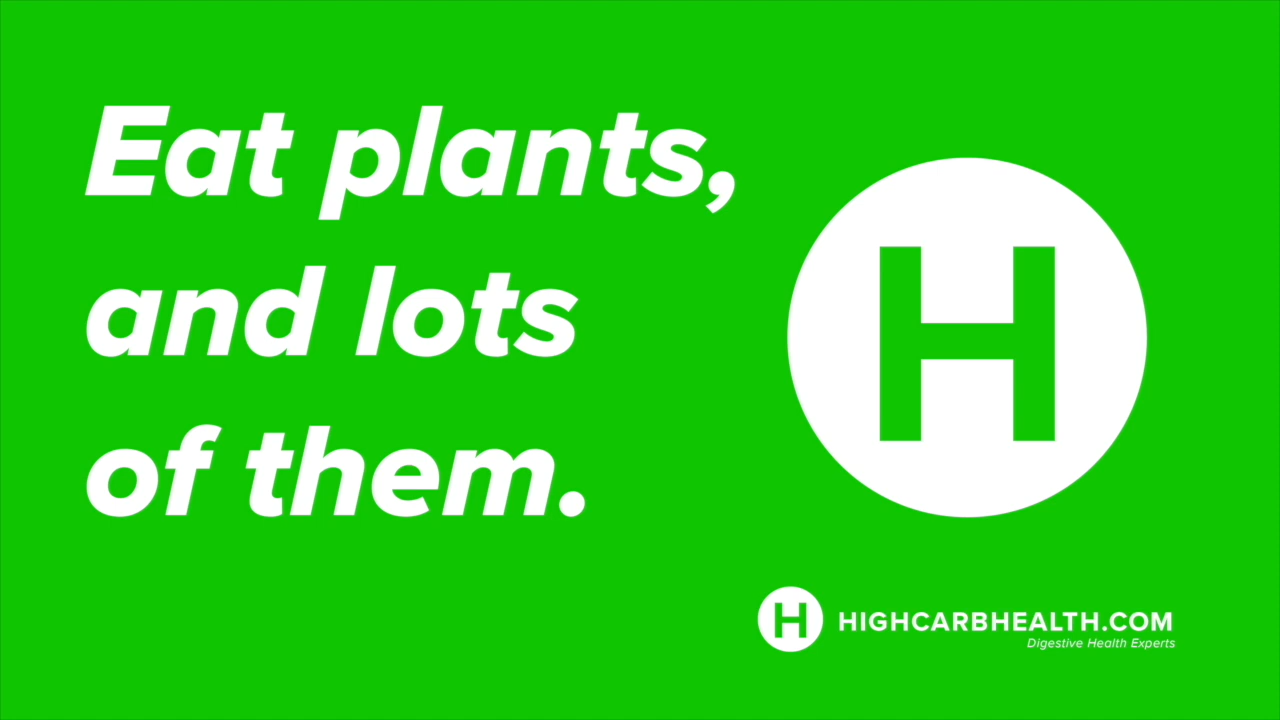 Eat plants,
and lots
of them.
H
H HIGHCARBHEALTH.COM
Digestive Health Experts